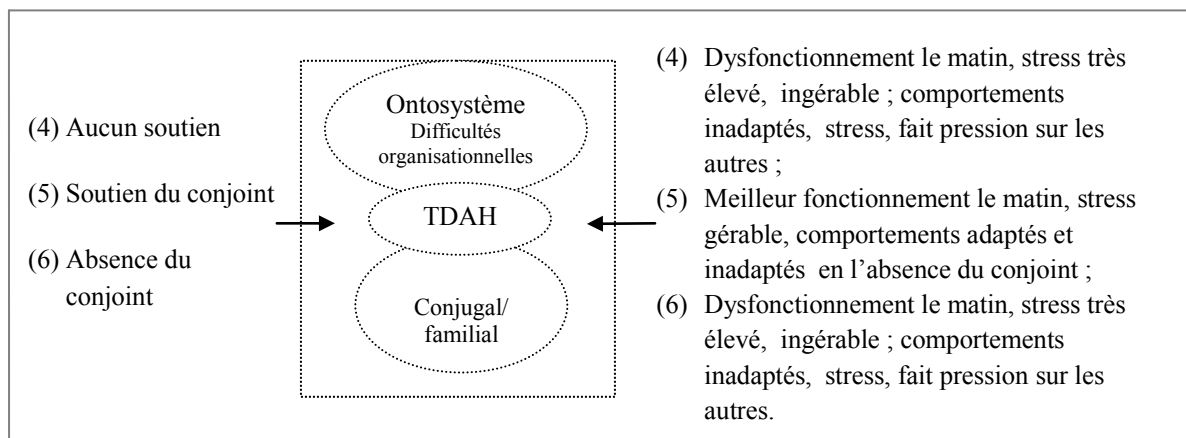 (4) Aucun soutien
(5) Soutien du conjoint
(6) Absence du
conjoint
Ontosystème
Difficultés
organisationnelles
TDAH
Conjugal/
familial
(4) Dysfonctionnement le matin, stress très
élevé, ingérable ; comportements
inadaptés, stress, fait pression sur les
autres ;
(5) Meilleur fonctionnement le matin, stress
gérable, comportements adaptés et
inadaptés en l’absence du conjoint ;
(6) Dysfonctionnement le matin, stress très
élevé, ingérable ; comportements
inadaptés, stress, fait pression sur les
autres.